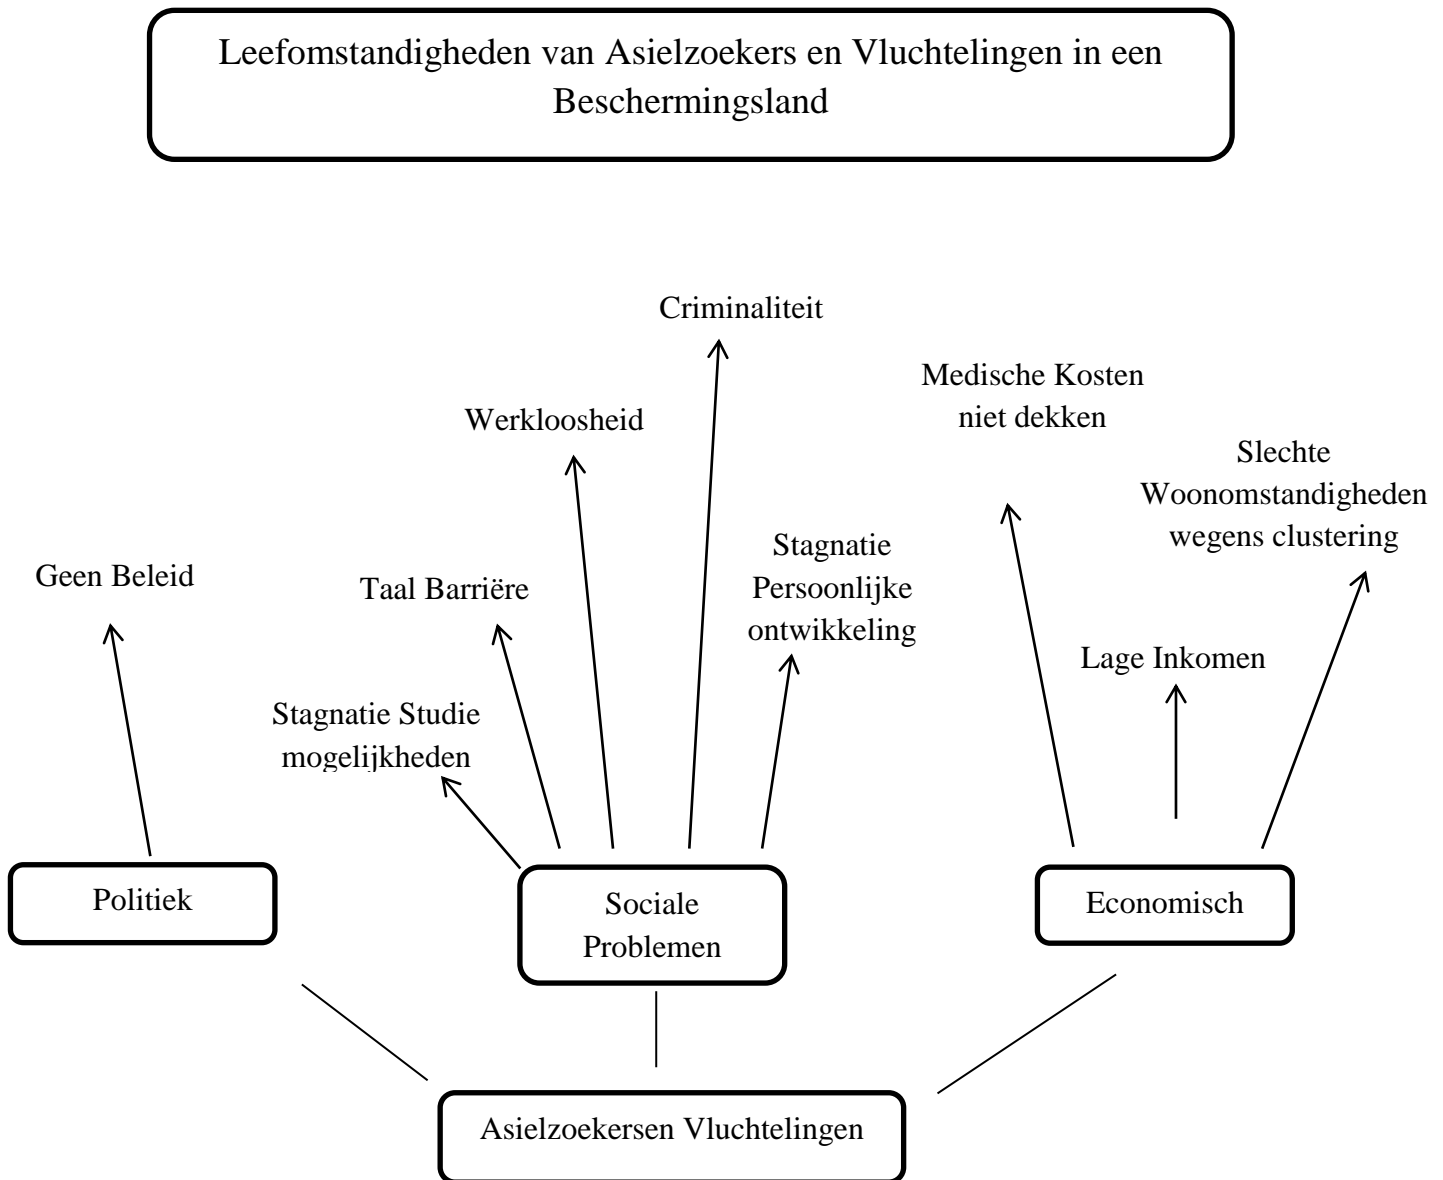 Leefomstandigheden van Asielzoekers en Vluchtelingen in een
Beschermingsland
Criminaliteit
Medische Kosten
niet dekken
Werkloosheid
Slechte
Woonomstandigheden
wegens clustering
Stagnatie
Persoonlijke
ontwikkeling
Geen Beleid
Taal Barrière
Lage Inkomen
Stagnatie Studie
mogelijkheden
Politiek
Sociale
Problemen
Economisch
Asielzoekersen Vluchtelingen